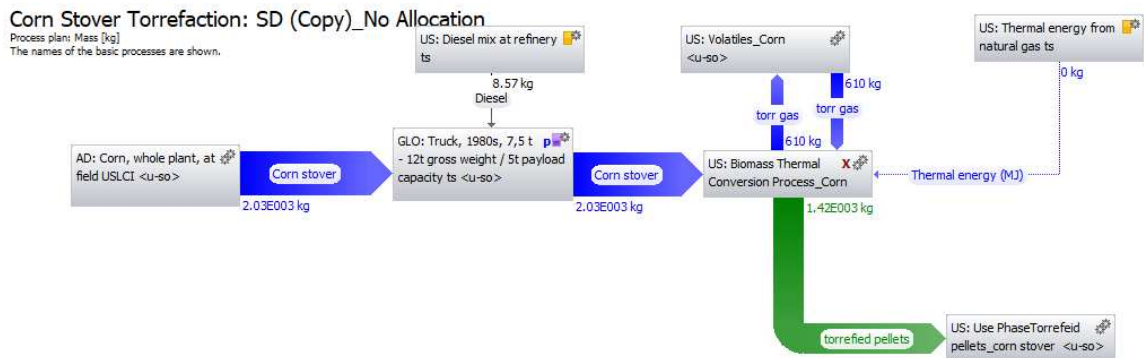 Corn Stover Torrefaction: SD (Copy)_No Allocation
Process plan: Mass [kg]
The names of the basic processes are shown.
US: Diesel mix at refinery
ts
US: Volatiles_Corn
<u-so>
US: Thermal energy from
natural gas ts
8.57 kg
Diesel
610 kg
0 kg
torr gas
torr gas
610 kg
AD: Corn, whole plant, at
field USLCI <u-so>
Corn stover
2.03E003 kg
GLO: Truck, 1980s, 7,5 t
- 12t gross weight / 5t payload
capacity ts <u-so>
p
Corn stover
2.03E003 kg
US: Biomass Thermal
Conversion Process_Corn
X
Thermal energy (MJ)
1.42E003 kg
torrefied pellets
US: Use PhaseTorrefeid
pellets_corn stover <u-so>